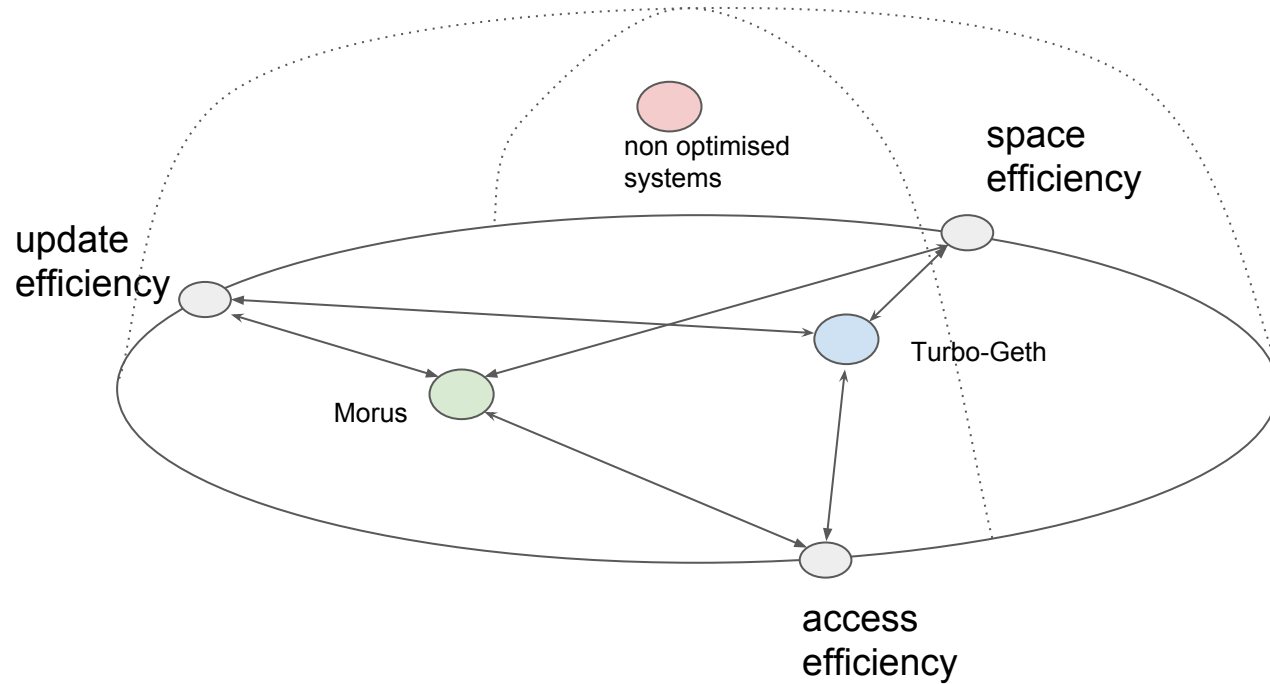 non optimised
systems
space
efficiency
update
efficiency
Turbo-Geth
Morus
access
efficiency